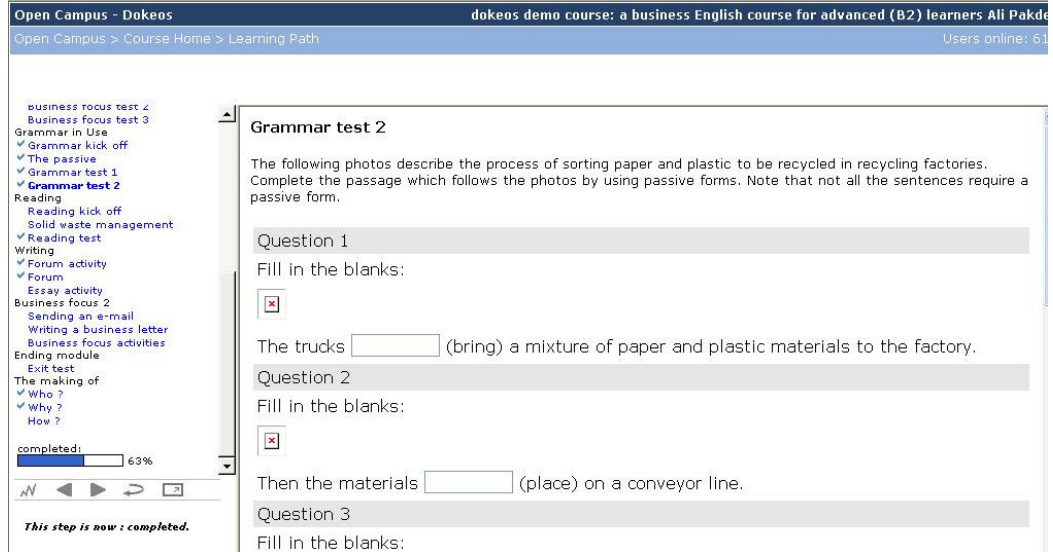 Open Campus - Dokeos
dokeos demo course: a business English course for advanced (B2) learners Ali Pakde
Open Campus > Course Home > Learning Path
Users online: 61
Business focus test 2
Business focus test 3
Grammar in Use
Grammar kick off
The passive
Grammar test 1
Grammar test 2
Reading
Reading kick off
Solid waste management
Reading test
Writing
Forum activity
Forum
Essay activity
Business focus 2
Sending an e-mail
Writing a business letter
Business focus activities
Ending module
Exit test
The making of
Who ?
Why ?
How ?
completed:
63%
This step is now : completed.
Grammar test 2
The following photos describe the process of sorting paper and plastic to be recycled in recycling factories.
Complete the passage which follows the photos by using passive forms. Note that not all the sentences require a
passive form.
Question 1
Fill in the blanks:
The trucks (bring) a mixture of paper and plastic materials to the factory.
Question 2
Fill in the blanks:
Then the materials (place) on a conveyor line.
Question 3
Fill in the blanks: